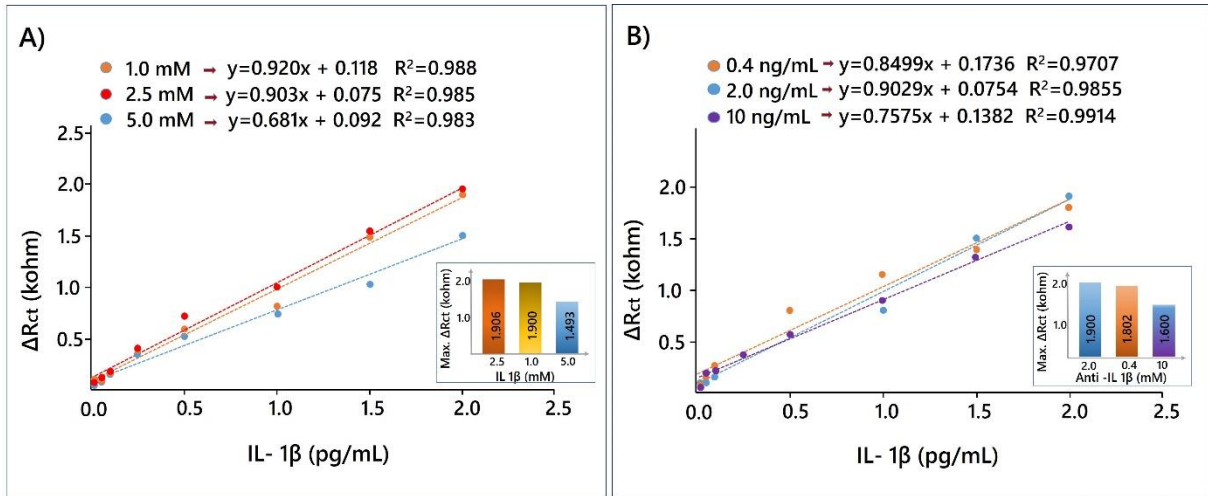 A)
1.0 mM → y=0.920x + 0.118 R²=0.988
2.5 mM → y=0.903x + 0.075 R²=0.985
5.0 mM → y=0.681x + 0.092 R²=0.983
2.5
2.0
1.5
1.0
0.5
0.0 0.5 1.0 1.5 2.0 2.5
ΔRct (kohm)
IL- 1β (pg/mL)
Max. ΔRct (kohm)
2.0
1.0
1.906 1.900 1.493
2.5 1.0 5.0
IL 1β (mM)
B)
0.4 ng/mL → y=0.8499x + 0.1736 R²=0.9707
2.0 ng/mL → y=0.9029x + 0.0754 R²=0.9855
10 ng/mL → y=0.7575x + 0.1382 R²=0.9914
2.5
2.0
1.5
1.0
0.5
0.0 0.5 1.0 1.5 2.0 2.5
ΔRct (kohm)
IL- 1β (pg/mL)
Max. ΔRct (kohm)
2.0
1.0
1.900 1.802 1.600
2.0 0.4 10
Anti -IL 1β (mM)